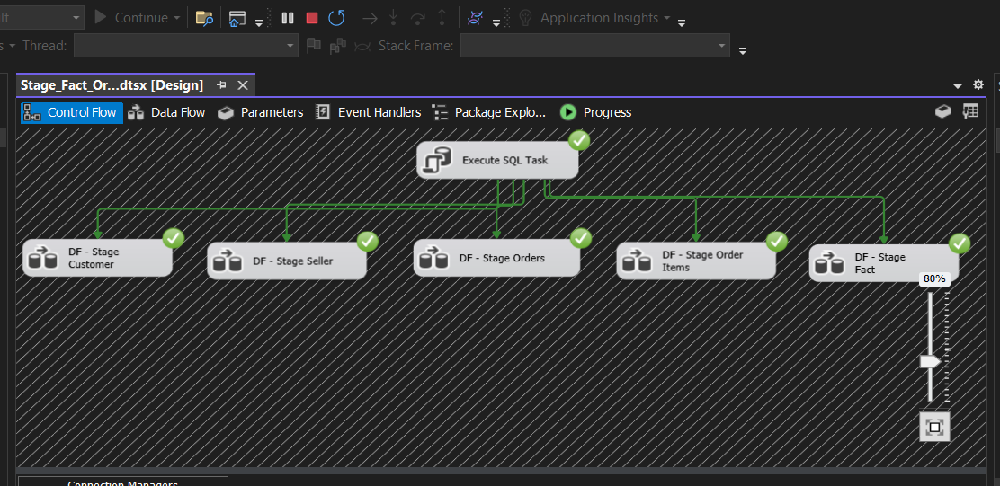 lt
Continue
Application Insights
s
Thread:
Stack Frame:
Stage_Fact_Or...dtsx [Design]
Control Flow
Data Flow
Parameters
Event Handlers
Package Explo...
Progress
Execute SQL Task
DF - Stage
Customer
DF - Stage Seller
DF - Stage Orders
DF - Stage Order
Items
DF - Stage
Fact
80%
Connection Managers